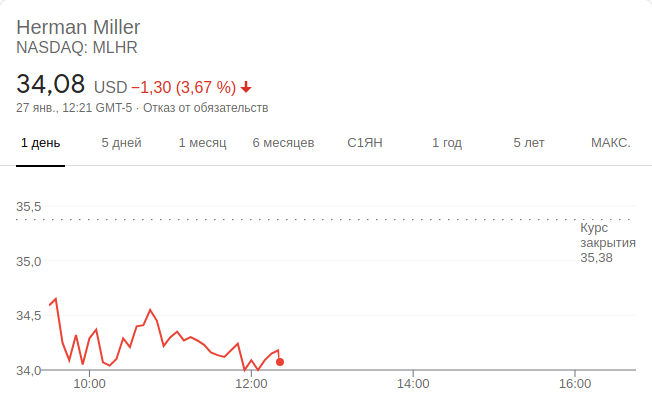 Herman Miller
NASDAQ: MLHR
34,08 USD −1,30 (3,67 %)
27 янв., 12:21 GMT-5 · Отказ от обязательств
1 день 5 дней 1 месяц 6 месяцев С1ЯН 1 год 5 лет МАКС.
35,5
Курс
закрытия
35,38
35,0
34,5
34,0
10:00 12:00 14:00 16:00